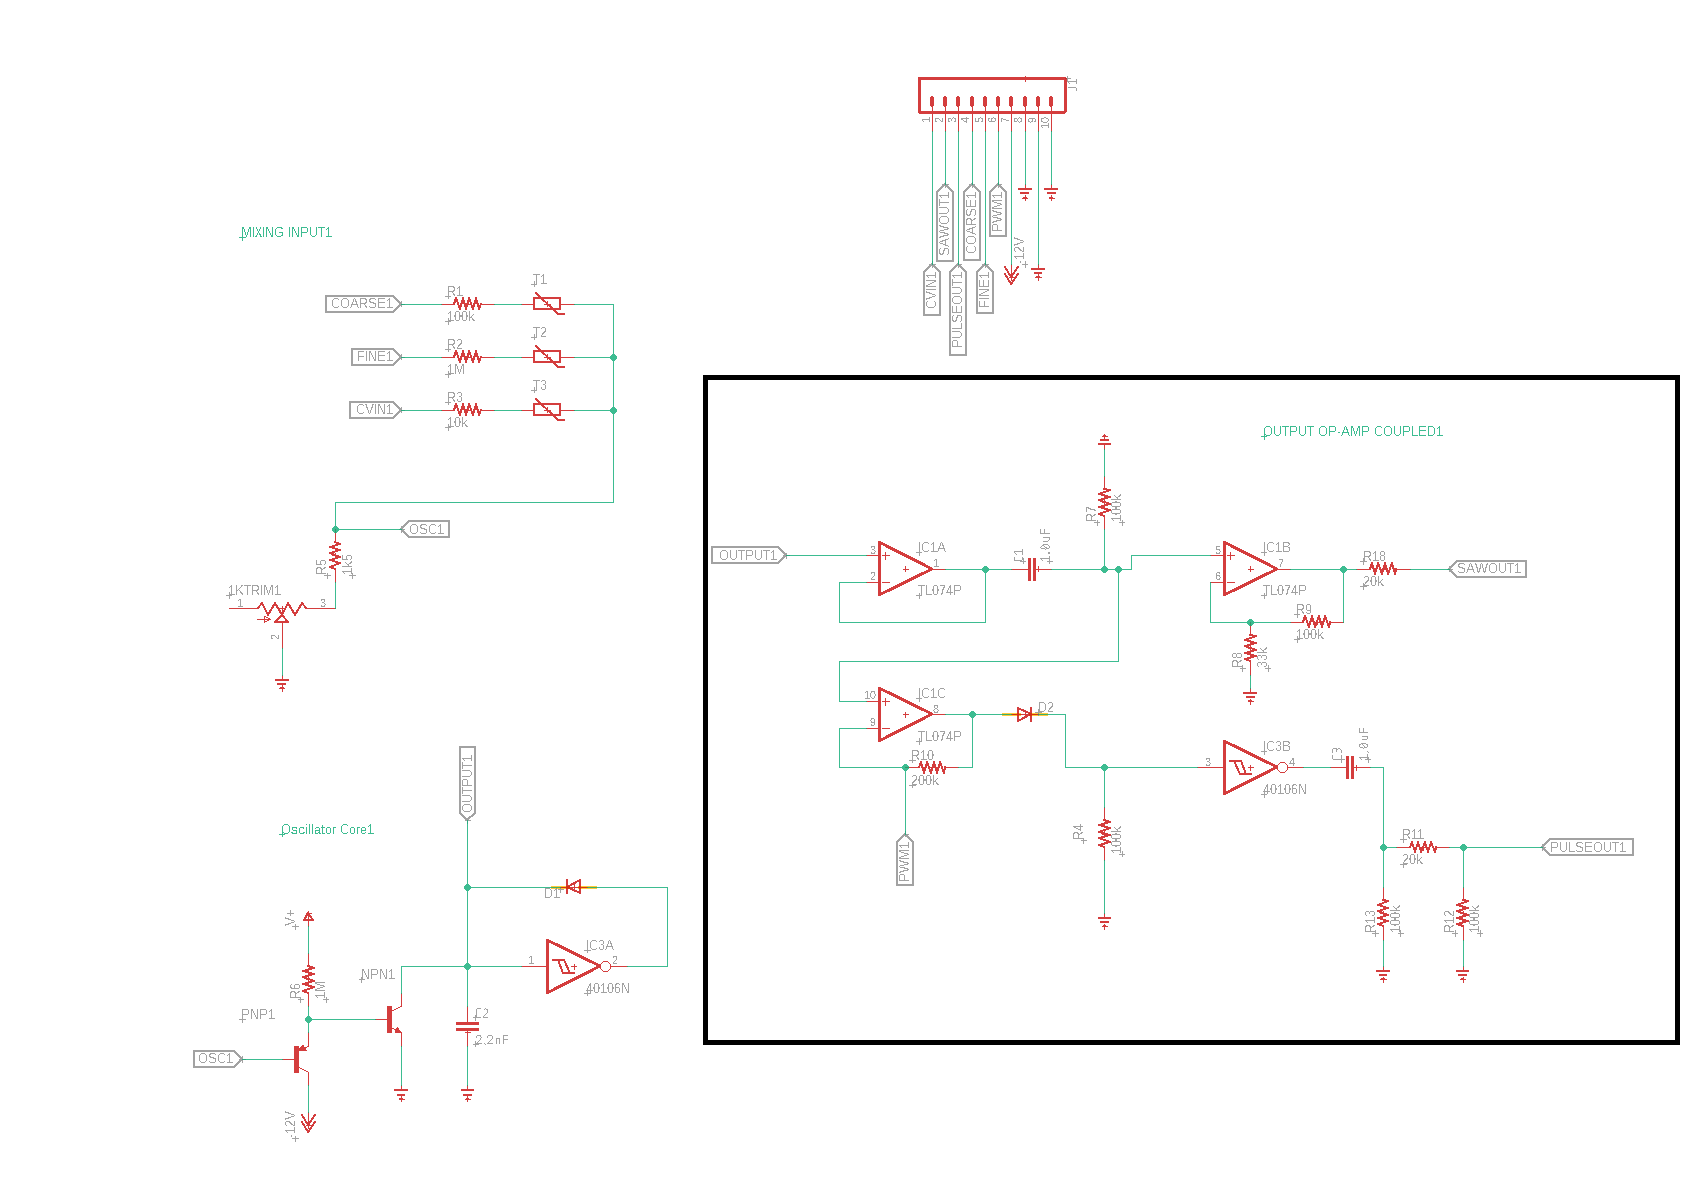 J1
1 2 3 4 5 6 7 8 9 10
CVIN1
SAWOUT1
PULSEOUT1
COARSE1
FINE1
PWM1
-12V
MIXING INPUT1
COARSE1
R1
100k
T1
FINE1
R2
1M
T2
CVIN1
R3
10k
T3
OSC1
R5
1k5
1KTRIM1
1
3
2
OUTPUT OP-AMP COUPLED1
OUTPUT1
3
2
1
IC1A
TL074P
C1
1.0uF
R7
100k
5
6
7
IC1B
TL074P
R18
20k
SAWOUT1
R9
100k
R8
33k
10
9
8
IC1C
TL074P
R10
200k
PWM1
D2
R4
100k
3
4
IC3B
40106N
C3
1.0uF
R11
20k
PULSEOUT1
R13
100k
R12
100k
Oscillator Core1
OUTPUT1
D1
1
2
IC3A
40106N
V+
R6
1M
NPN1
PNP1
OSC1
C2
2.2nF
-12V